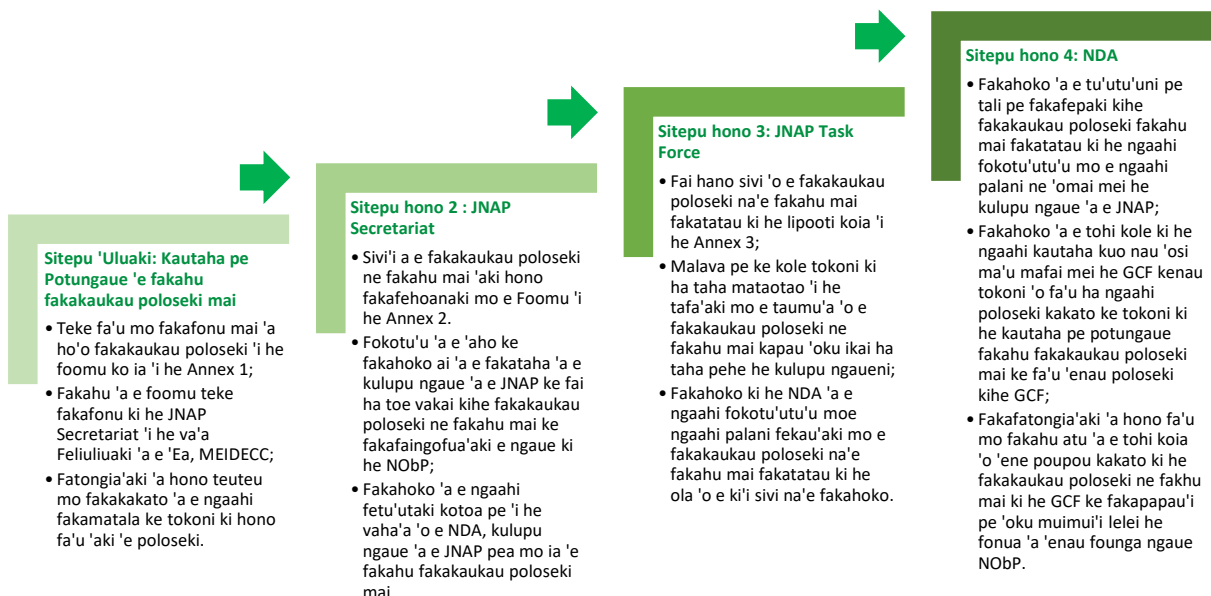 Sitepu 'Uluaki: Kautaha pe
Potungaue 'e fakahu
fakakaukau poloseki mai
• Teke fa'u mo fakafonu mai 'a
ho'o fakakaukau poloseki 'i he
foomu ko ia 'i he Annex 1;
• Fakahu 'a e foomu teke
fakafonu ki he JNAP
Secretariat 'i he va'a
Feliuliuaki 'a e 'Ea, MEIDECC;
• Fatongia'aki 'a hono teuteu
mo fakakakato 'a e ngaahi
fakamatala ke tokoni ki hono
fa'u 'aki 'e poloseki.
Sitepu hono 2 : JNAP
Secretariat
• Sivi'i a e fakakaukau poloseki
ne fakahu mai 'aki hono
fakafehoanaki mo e Foomu 'i
he Annex 2.
• Fokotu'u 'a e 'aho ke
fakahoko ai 'a e fakataha 'a e
kulupu ngaue 'a e JNAP ke fai
ha toe vakai kihe fakakaukau
poloseki ne fakahu mai ke
fakafaingofua'aki e ngaue ki
he NObP;
• Fakahoko 'a e ngaahi
fetu'utaki kotoa pe 'i he
vaha'a 'o e NDA, kulupu
ngaue 'a e JNAP pea mo ia 'e
fakahu fakakaukau poloseki
mai
Sitepu hono 3: JNAP Task
Force
• Fai hano sivi 'o e fakakaukau
poloseki na'e fakahu mai
fakatatau ki he lipooti koia 'i
he Annex 3;
• Malava pe ke kole tokoni ki
ha taha mataotao 'i he
tafa'aki mo e taumu'a 'o e
fakakaukau poloseki ne
fakahu mai kapau 'oku ikai ha
taha pehe he kulupu ngaueni;
• Fakahoko ki he NDA 'a e
ngaahi fokotu'utu'u moe
ngaahi palani fekau'aki mo e
fakakaukau poloseki na'e
fakahu mai fakatatau ki he
ola 'o e ki'i sivi na'e fakahoko.
Sitepu hono 4: NDA
• Fakahoko 'a e tu'utu'uni pe
tali pe fakafepaki kihe
fakakaukau poloseki fakahu
mai fakatatau ki he ngaahi
fokotu'utu'u mo e ngaahi
palani ne 'omai mei he
kulupu ngaue 'a e JNAP;
• Fakahoko 'a e tohi kole ki he
ngaahi kautaha kuo nau 'osi
ma'u mafai mei he GCF kenau
tokoni 'o fa'u ha ngaahi
poloseki kakato ke tokoni ki
he kautaha pe potungaue
fakahu fakakaukau poloseki
mai ke fa'u 'enau poloseki
kihe GCF;
• Fakafatongia'aki 'a hono fa'u
mo fakahu atu 'a e tohi koia
'o 'ene poupou kakato ki he
fakakaukau poloseki ne fakhu
mai ki he GCF ke fakapapau'i
pe 'oku muimui'i lelei he
fonua 'a 'enau founga ngaue
NObP.